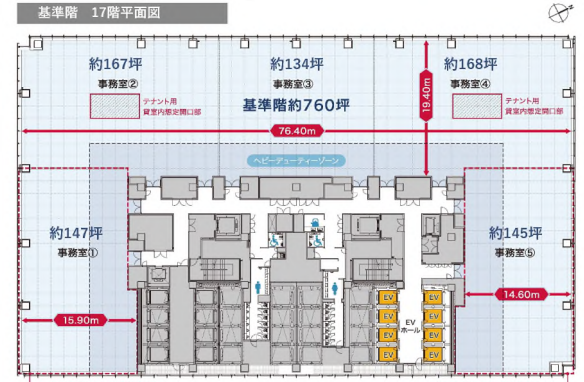 基準階 17階平面図
約167坪
事務室②
約134坪
事務室③
約168坪
事務室④
基準階約760坪
テナント用
貸室内想定開口部
テナント用
貸室内想定開口部
19.40m
76.40m
ヘビーデューティーゾーン
約147坪
事務室①
約145坪
事務室⑤
15.90m
14.60m
EV
EV
EV
EV
EV
ホール
EV
EV
EV
EV